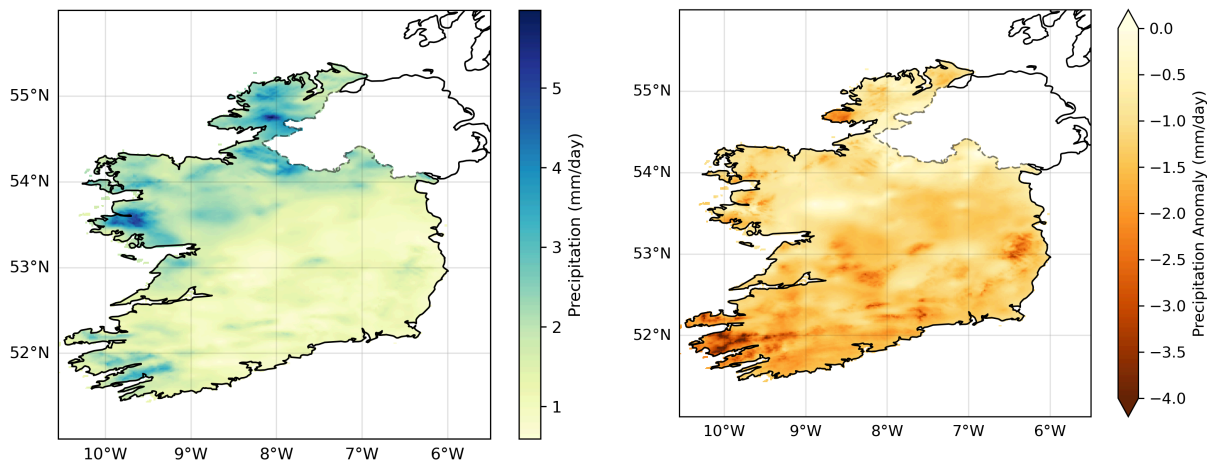 55°N
54°N
53°N
52°N
10°W 9°W 8°W 7°W 6°W
5
4
3
2
1
Precipitation (mm/day)
55°N
54°N
53°N
52°N
10°W 9°W 8°W 7°W 6°W
0.0
−0.5
−1.0
−1.5
−2.0
−2.5
−3.0
−3.5
−4.0
Precipitation Anomaly (mm/day)